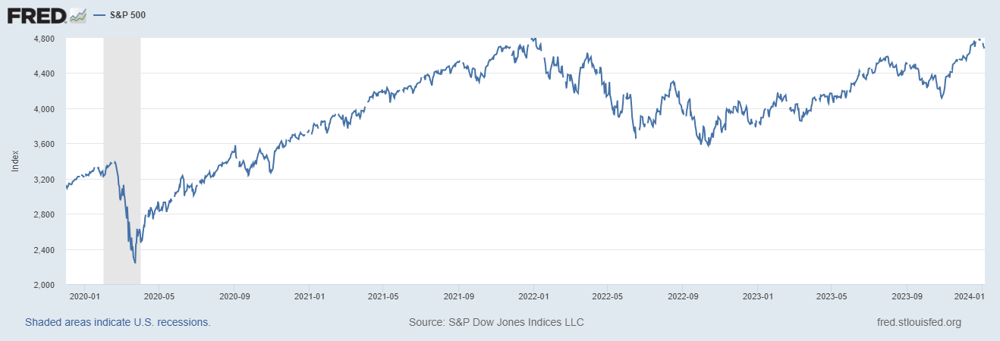 FRED S&P 500
4,800
4,400
4,000
3,600
3,200
2,800
2,400
2,000
Index
2020-01 2020-05 2020-09 2021-01 2021-05 2021-09 2022-01 2022-05 2022-09 2023-01 2023-05 2023-09 2024-01
Shaded areas indicate U.S. recessions. Source: S&P Dow Jones Indices LLC fred.stlouisfed.org